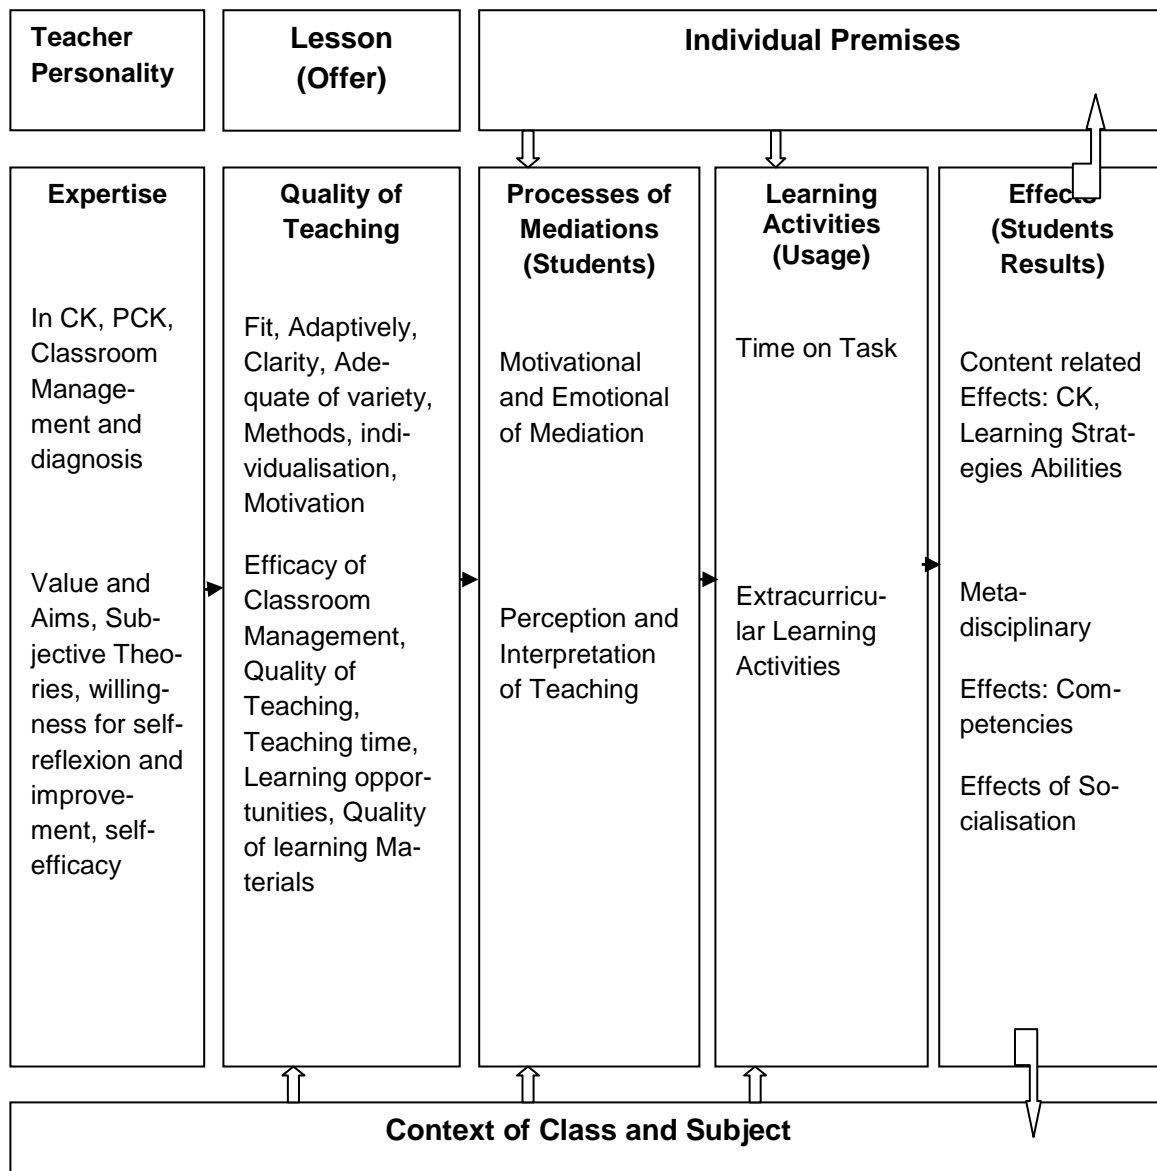 Teacher
Personality
Lesson
(Offer)
Individual Premises
Expertise
In CK, PCK,
Classroom
Manage-
ment and
diagnosis
Value and
Aims, Sub-
jective Theo-
ries, willing-
ness for self-
reflexion and
improve-
ment, self-
efficacy
Quality of
Teaching
Fit, Adaptively,
Clarity, Ade-
quate of variety,
Methods, indi-
vidualisation,
Motivation
Efficacy of
Classroom
Management,
Quality of
Teaching,
Teaching time,
Learning oppor-
tunities, Quality
of learning Ma-
terials
Processes of
Mediations
(Students)
Motivational
and Emotional
of Mediation
Perception and
Interpretation
of Teaching
Learning
Activities
(Usage)
Time on Task
Extracurricu-
lar Learning
Activities
Effects
(Students
Results)
Content related
Effects: CK,
Learning Strat-
egies Abilities
Meta-
disciplinary
Effects: Com-
petencies
Effects of So-
cialisation
Context of Class and Subject